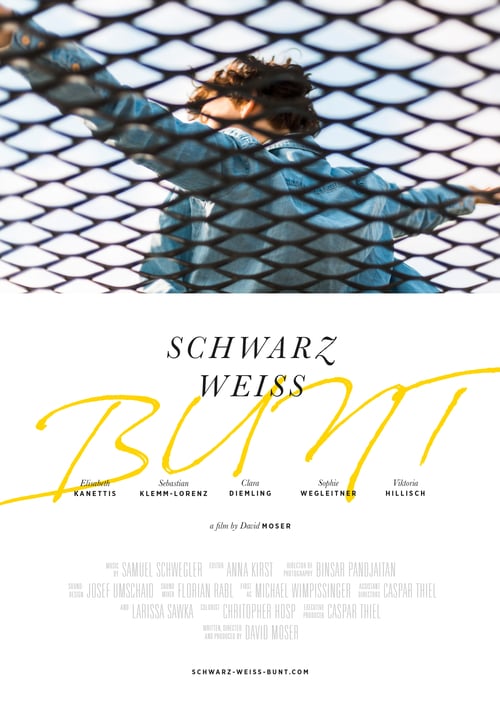 SCHWARZ
WEISS
BUNT
Elisabeth KANETTIS Sebastian KLEMM-LORENZ Clara DIEMLING Sophie WEGLEITNER Viktoria HILLISCH
a film by David MOSER
MUSIC BY SAMUEL SCHWEGLER EDITOR ANNA KIRST DIRECTOR OF PHOTOGRAPHY BINSAR PANDJAITAN
SOUND DESIGN JOSEF UMSCHAID SOUND MIXER FLORIAN RABL FIRST AC MICHAEL WIMPISSINGER ASSISTANT DIRECTORS CASPAR THIEL
AND LARISSA SAWKA COLORIST CHRITOPHER HOSP EXECUTIVE PRODUCER CASPAR THIEL
WRITTEN, DIRECTED AND PRODUCED BY DAVID MOSER
SCHWARZ-WEISS-BUNT.COM